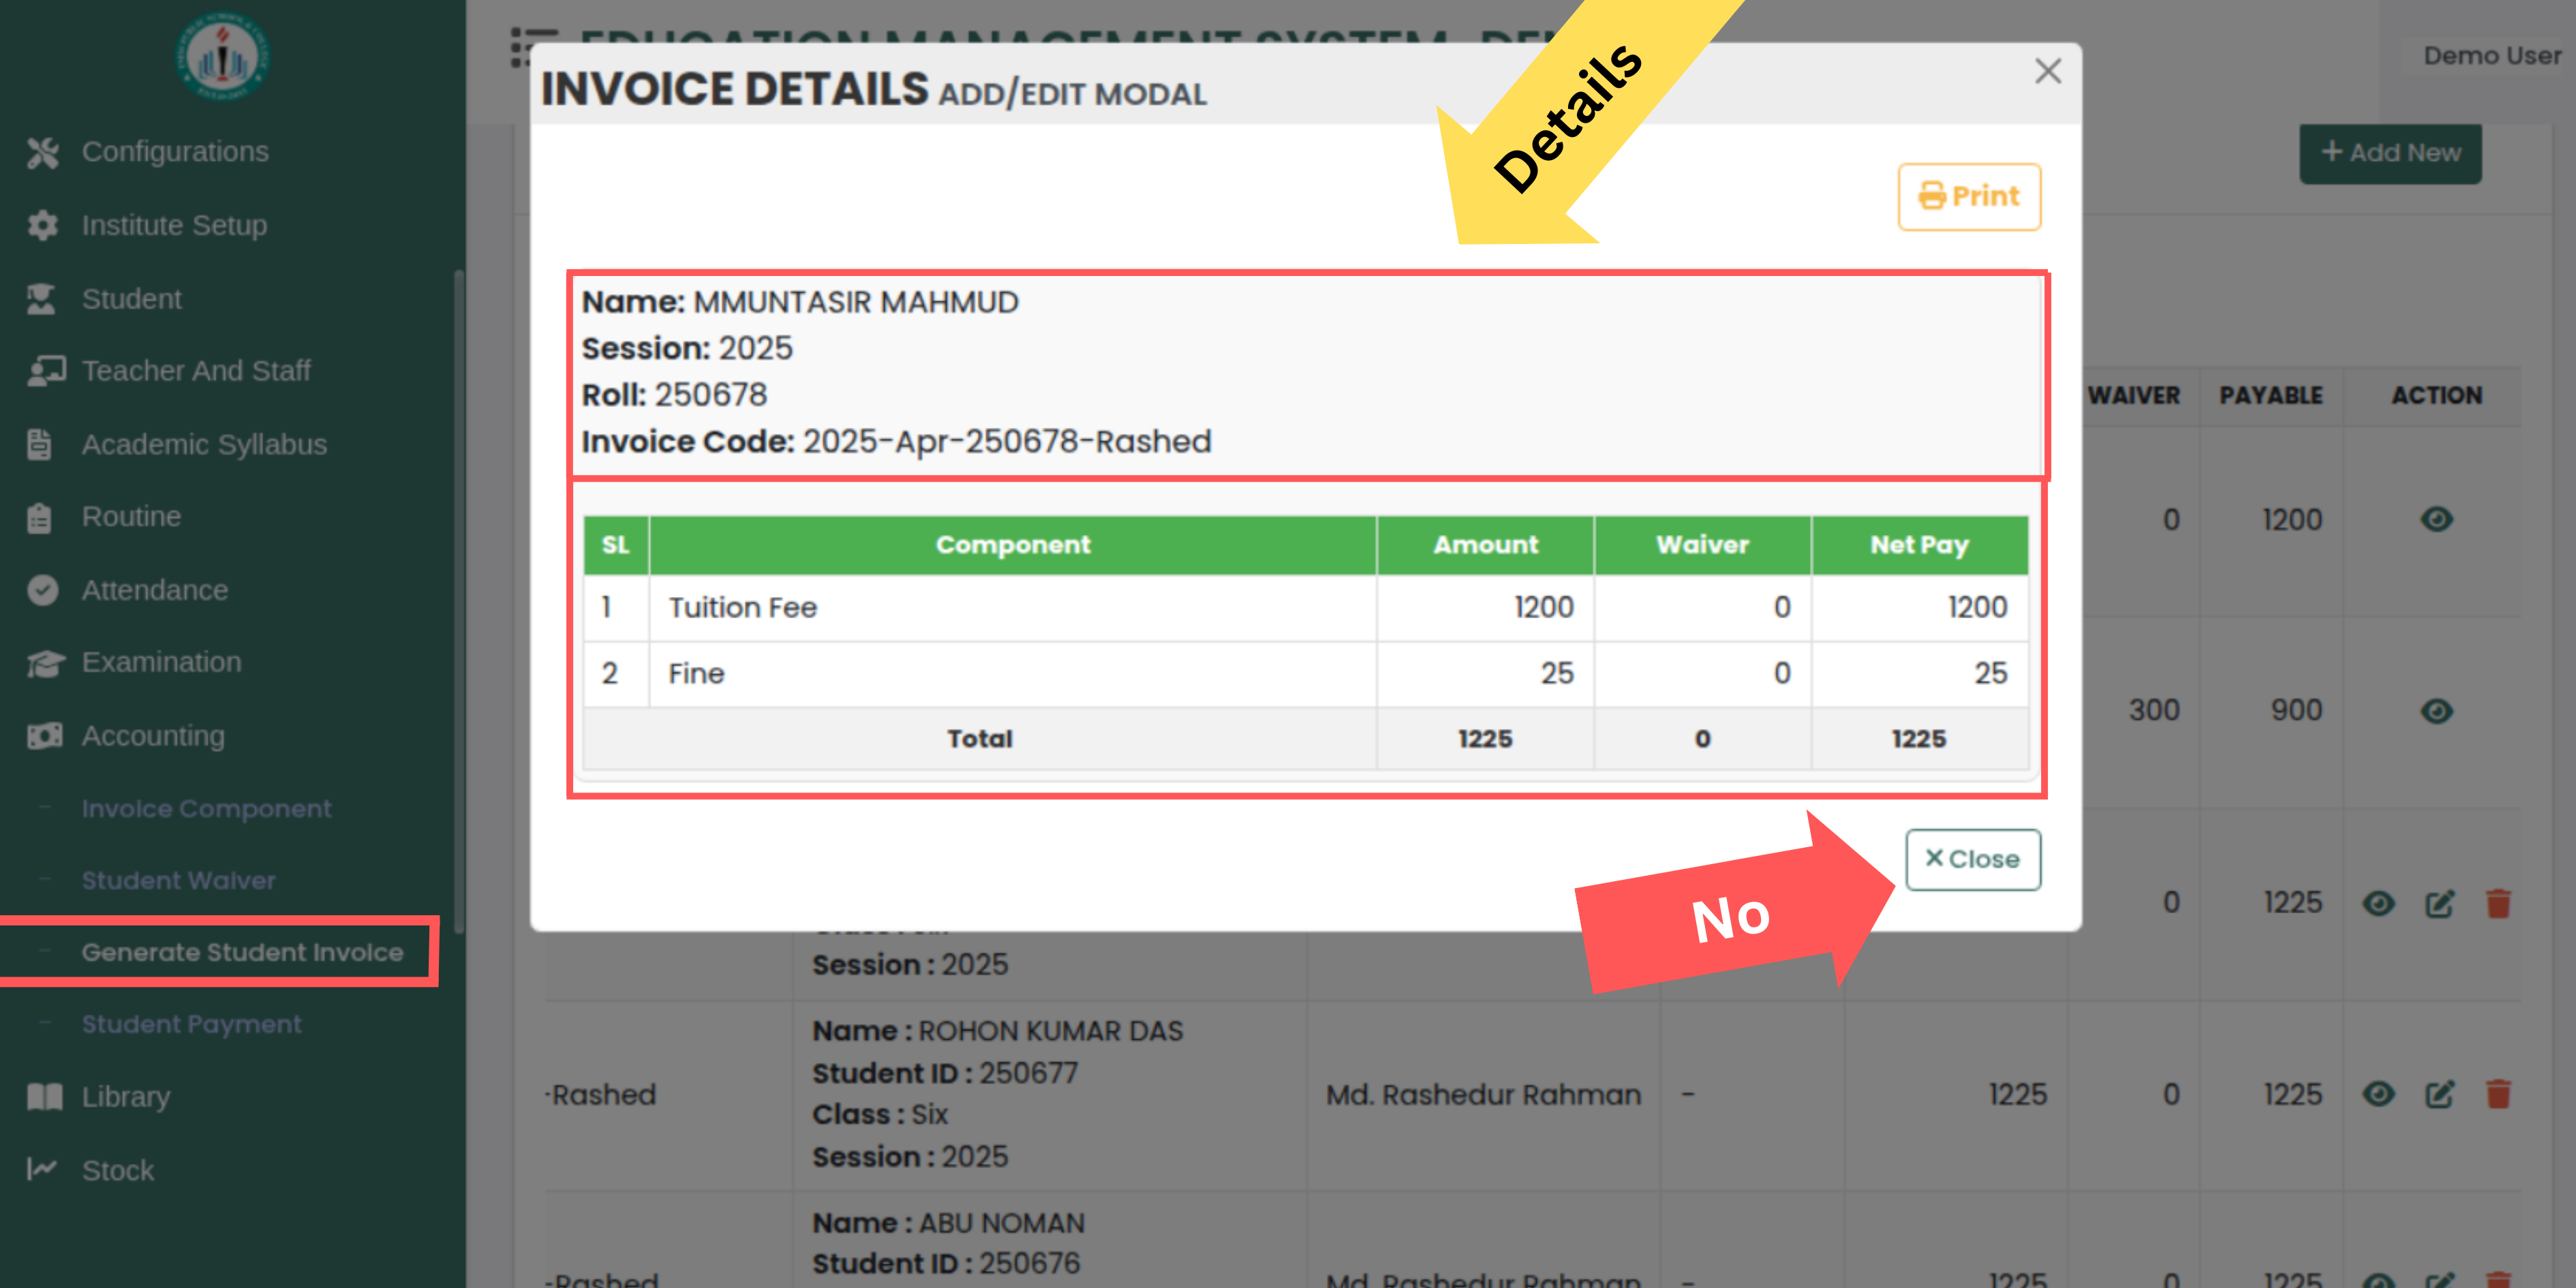 EDUCATION MANAGEMENT SYSTEM
Demo User
INVOICE DETAILS ADD/EDIT MODAL
Details
Configurations
Institute Setup
Student
Teacher And Staff
Academic Syllabus
Routine
Attendance
Examination
Accounting
Invoice Component
Student Waiver
Generate Student Invoice
Student Payment
Library
Stock
+ Add New
Print
Name: MMUNTASIR MAHMUD
Session: 2025
Roll: 250678
Invoice Code: 2025-Apr-250678-Rashed
SL Component Amount Waiver Net Pay
1 Tuition Fee 1200 0 1200
2 Fine 25 0 25
Total 1225 0 1225
Close
No
WAIVER PAYABLE ACTION
0 1200
300 900
0 1225
Session : 2025
Name : ROHON KUMAR DAS
Student ID : 250677
Class : Six
Session : 2025
-Rashed Md. Rashedur Rahman - 1225 0 1225
Name : ABU NOMAN
Student ID : 250676
-Rashed Md. Rashedur Rahman - 1225 0 1225